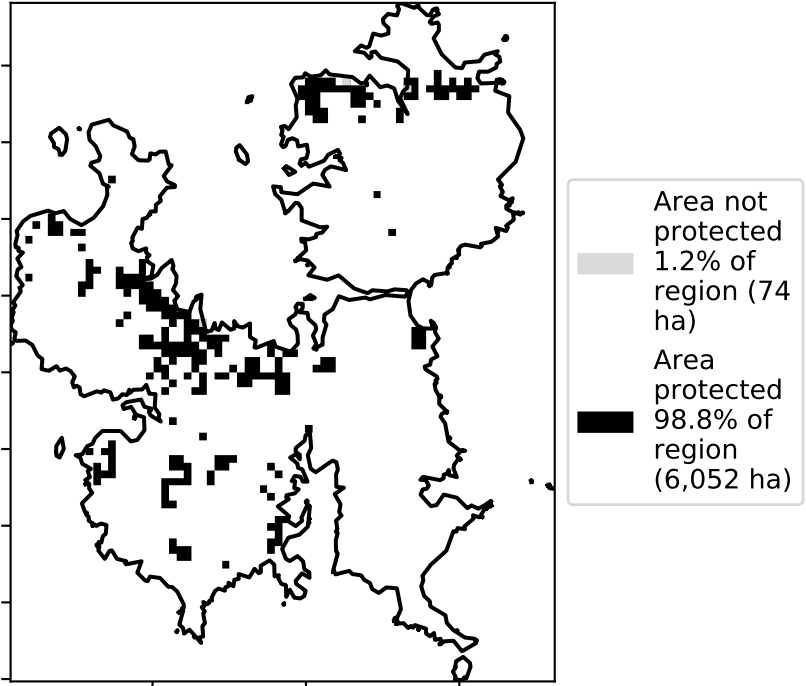 Area not
protected
1.2% of
region (74
ha)
Area
protected
98.8% of
region
(6,052 ha)